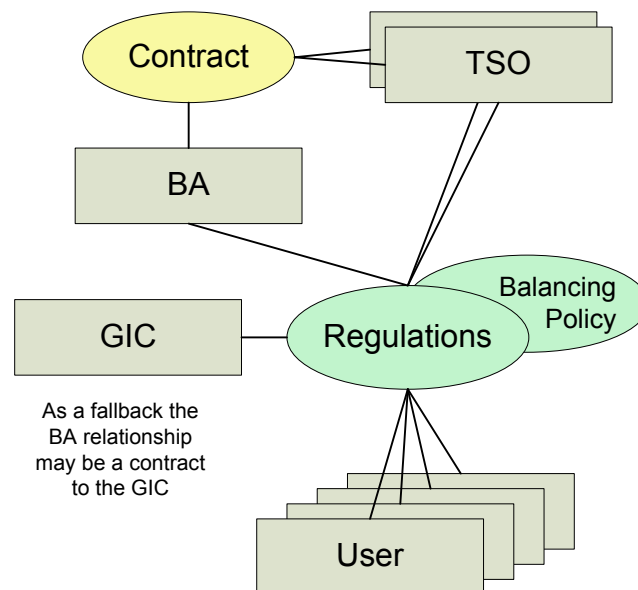 Contract
TSO
BA
Balancing
Policy
GIC
Regulations
As a fallback the
BA relationship
may be a contract
to the GIC
User